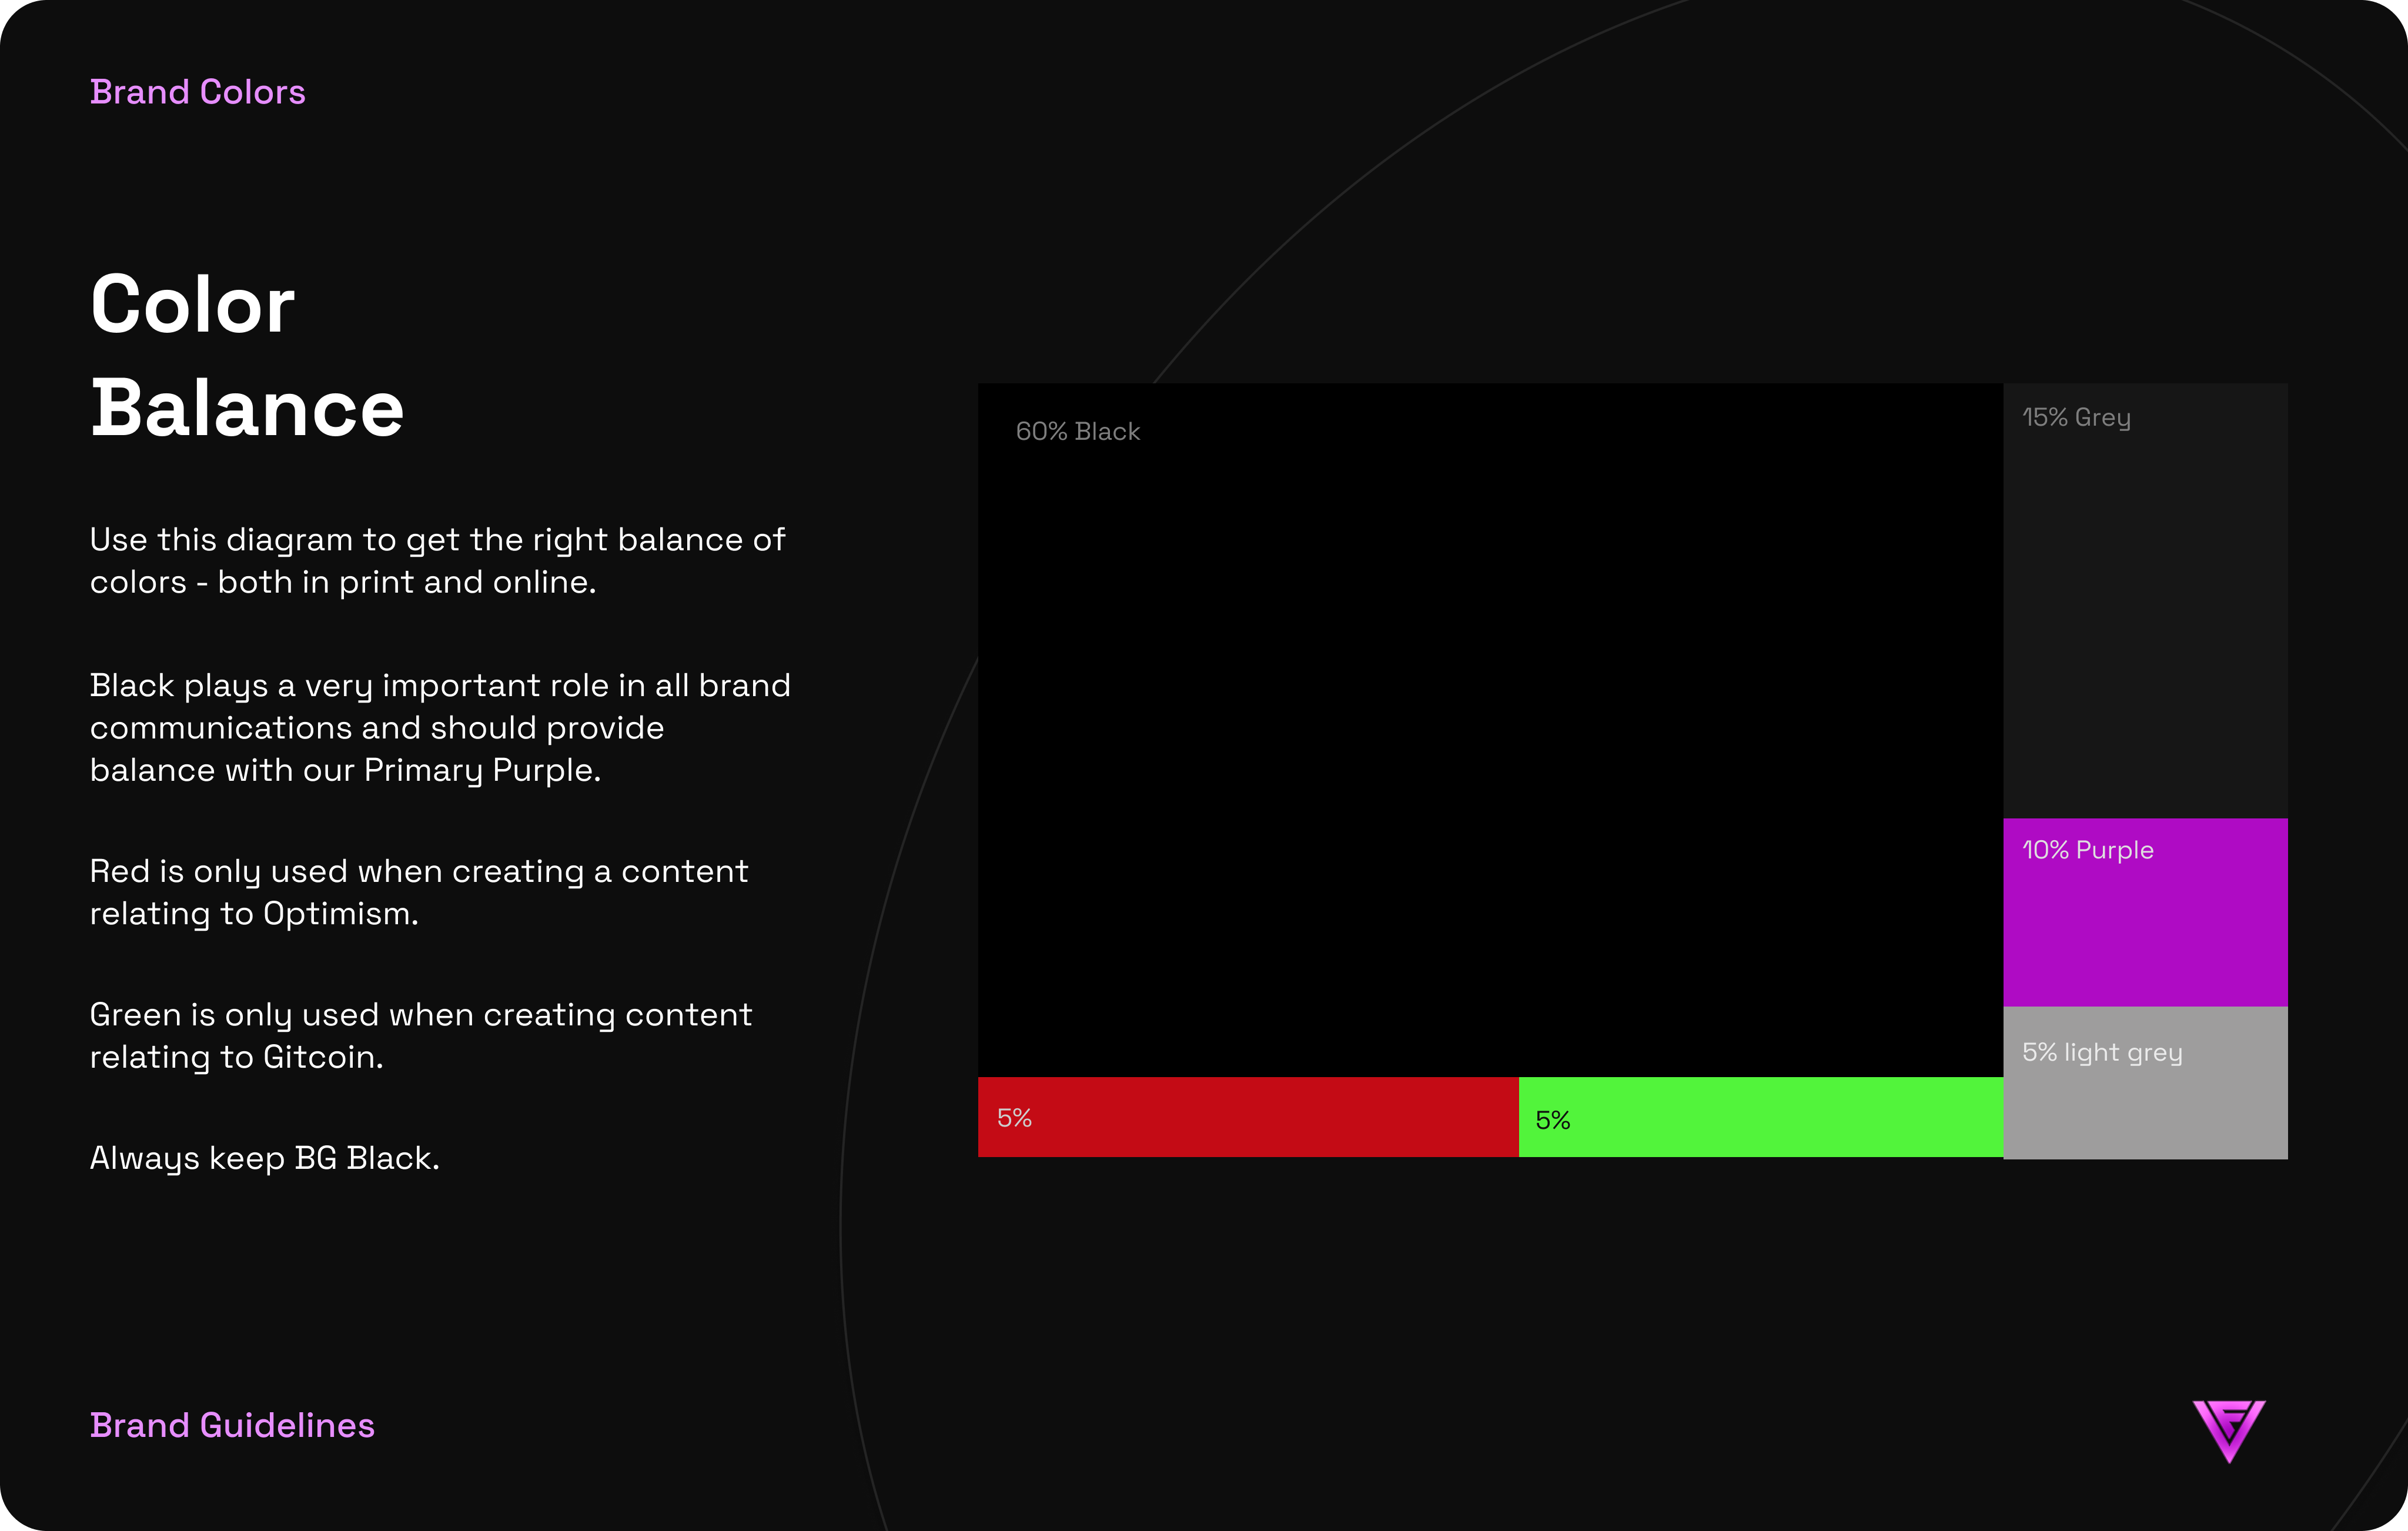 Brand Colors
Color
Balance
Use this diagram to get the right balance of
colors - both in print and online.
Black plays a very important role in all brand
communications and should provide
balance with our Primary Purple.
Red is only used when creating a content
relating to Optimism.
Green is only used when creating content
relating to Gitcoin.
Always keep BG Black.
60% Black
15% Grey
10% Purple
5% light grey
5%
5%
Brand Guidelines